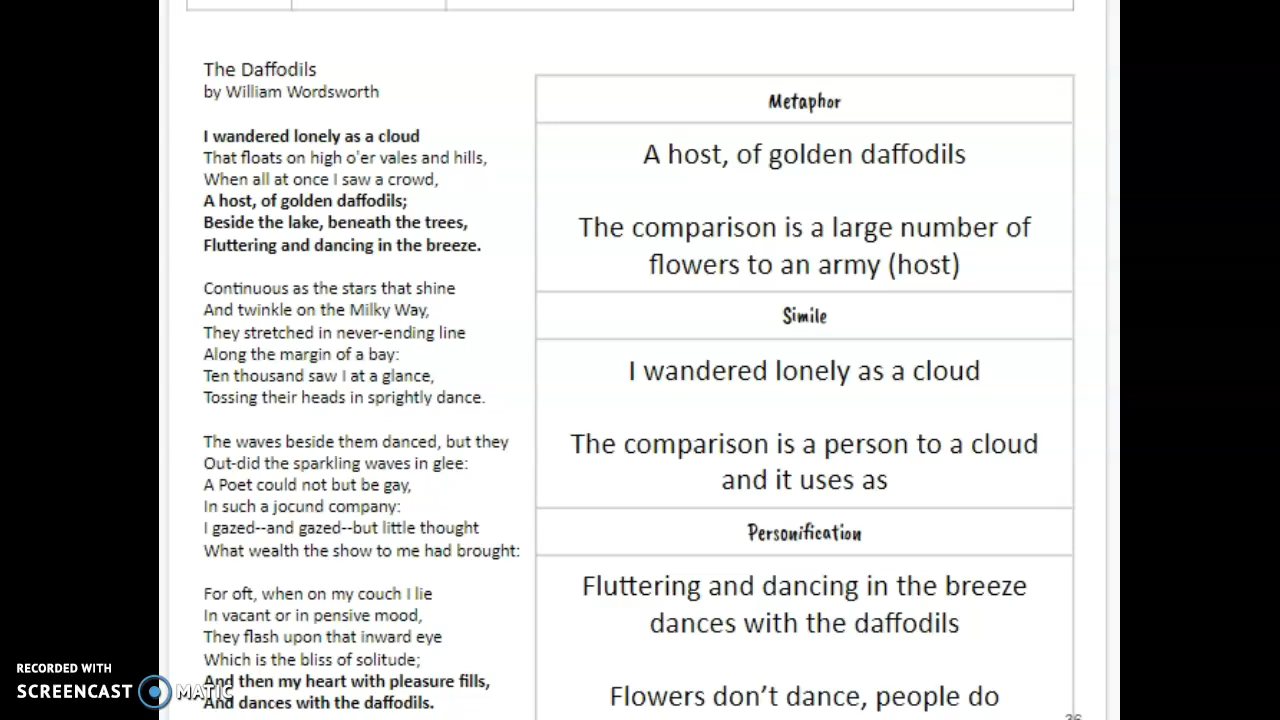 The Daffodils
by William Wordsworth
I wandered lonely as a cloud
That floats on high o'er vales and hills,
When all at once I saw a crowd,
A host, of golden daffodils;
Beside the lake, beneath the trees,
Fluttering and dancing in the breeze.
Continuous as the stars that shine
And twinkle on the Milky Way,
They stretched in never-ending line
Along the margin of a bay:
Ten thousand saw I at a glance,
Tossing their heads in sprightly dance.
The waves beside them danced, but they
Out-did the sparkling waves in glee:
A Poet could not but be gay,
In such a jocund company:
I gazed--and gazed--but little thought
What wealth the show to me had brought:
For oft, when on my couch I lie
In vacant or in pensive mood,
They flash upon that inward eye
Which is the bliss of solitude;
And then my heart with pleasure fills,
And dances with the daffodils.
Metaphor
A host, of golden daffodils
The comparison is a large number of
flowers to an army (host)
Simile
I wandered lonely as a cloud
The comparison is a person to a cloud
and it uses as
Personification
Fluttering and dancing in the breeze
dances with the daffodils
Flowers don't dance, people do
RECORDED WITH
SCREENCAST MATIC